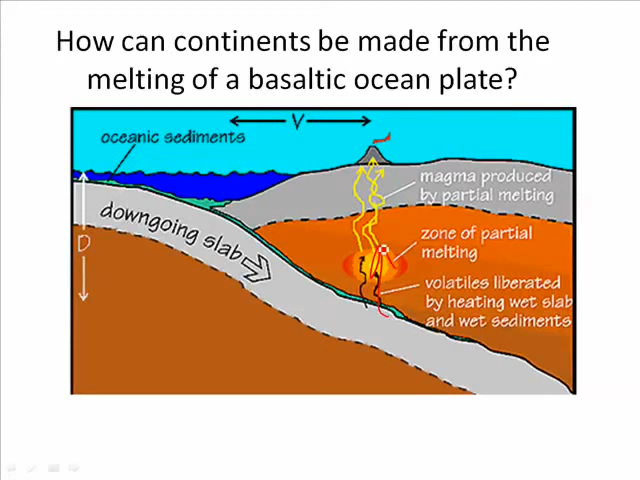 How can continents be made from the
melting of a basaltic ocean plate?
V
oceanic sediments
magma produced
by partial melting
downgoing slab
D
zone of partial
melting
volatiles liberated
by heating wet slab
and wet sediments